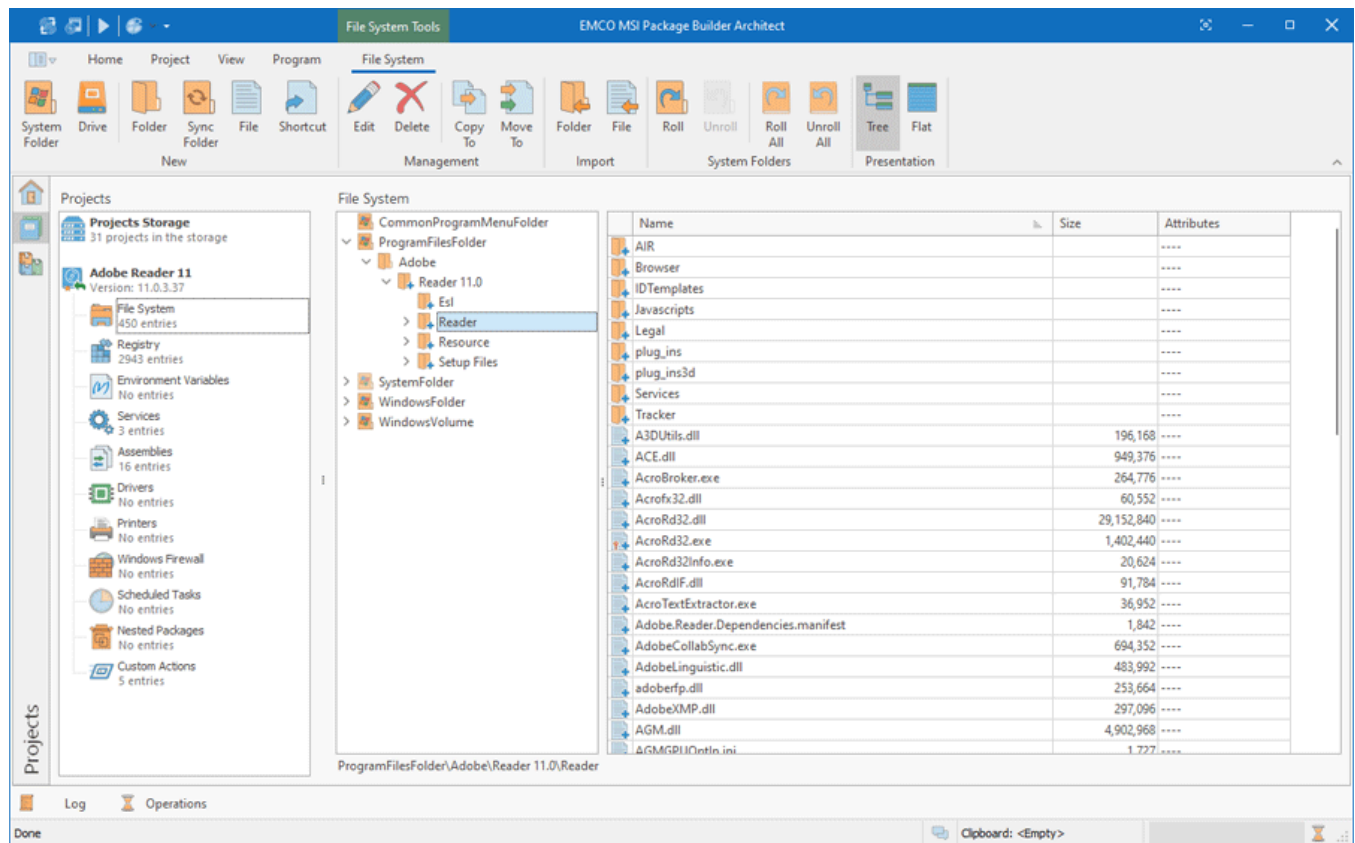 File System Tools
EMCO MSI Package Builder Architect
Home Project View Program File System
System Folder Drive Folder Sync Folder File Shortcut Edit Delete Copy To Move To Folder File Roll Unroll Roll All Unroll All Tree Flat
New Management Import System Folders Presentation
Projects
Projects
Projects Storage
31 projects in the storage
Adobe Reader 11
Version: 11.0.3.37
File System
450 entries
Registry
2943 entries
Environment Variables
No entries
Services
3 entries
Assemblies
16 entries
Drivers
No entries
Printers
No entries
Windows Firewall
No entries
Scheduled Tasks
No entries
Nested Packages
No entries
Custom Actions
5 entries
File System
CommonProgramMenuFolder
ProgramFilesFolder
Adobe
Reader 11.0
Esl
Reader
Resource
Setup Files
SystemFolder
WindowsFolder
WindowsVolume
Name Size Attributes
AIR ----
Browser ----
IDTemplates ----
Javascripts ----
Legal ----
plug_ins ----
plug_ins3d ----
Services ----
Tracker ----
A3DUtils.dll 196,168 ----
ACE.dll 949,376 ----
AcroBroker.exe 264,776 ----
Acrofx32.dll 60,552 ----
AcroRd32.dll 29,152,840 ----
AcroRd32.exe 1,402,440 ----
AcroRd32Info.exe 20,624 ----
AcroRdIF.dll 91,784 ----
AcroTextExtractor.exe 36,952 ----
Adobe.Reader.Dependencies.manifest 1,842 ----
AdobeCollabSync.exe 694,352 ----
AdobeLinguistic.dll 483,992 ----
adoberfp.dll 253,664 ----
AdobeXMP.dll 297,096 ----
AGM.dll 4,902,968 ----
AGMGPUOptIn.ini 1,727 ----
ProgramFilesFolder\Adobe\Reader 11.0\Reader
Log Operations
Done Clipboard: <Empty>